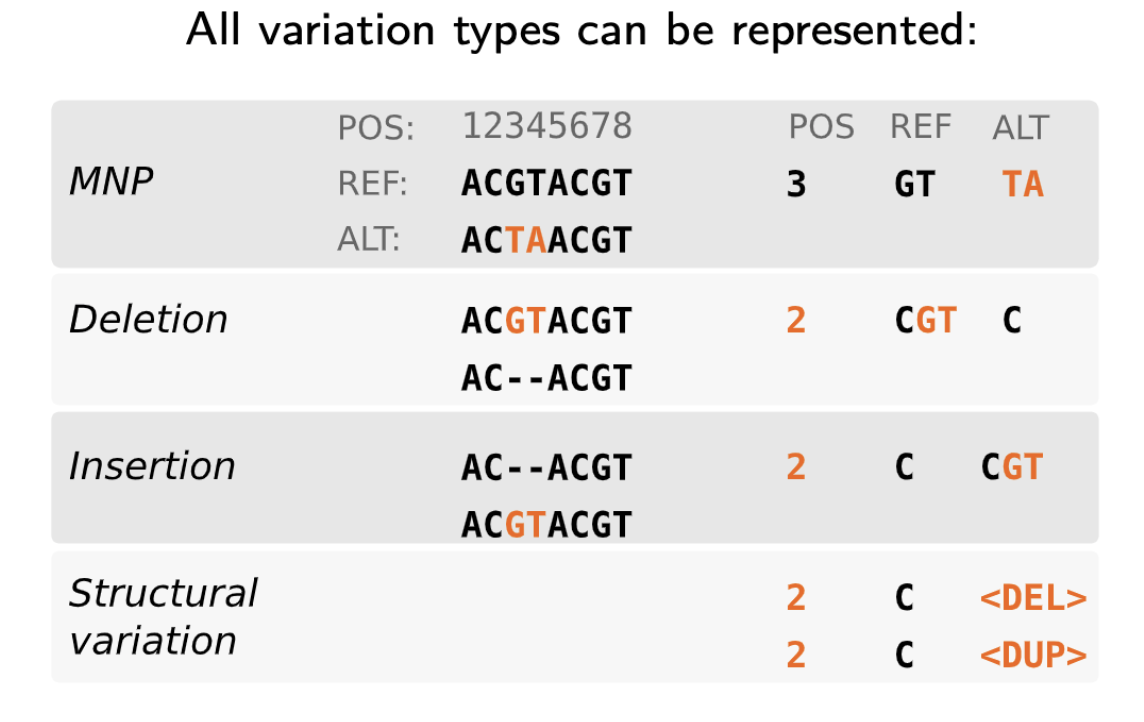 All variation types can be represented:
POS: 12345678 POS REF ALT
MNP REF: ACGTACGT 3 GT TA
ALT: ACTAACGT
Deletion ACGTACGT 2 CGT C
AC--ACGT
Insertion AC--ACGT 2 C CGT
ACGTACGT
Structural 2 C <DEL>
variation 2 C <DUP>